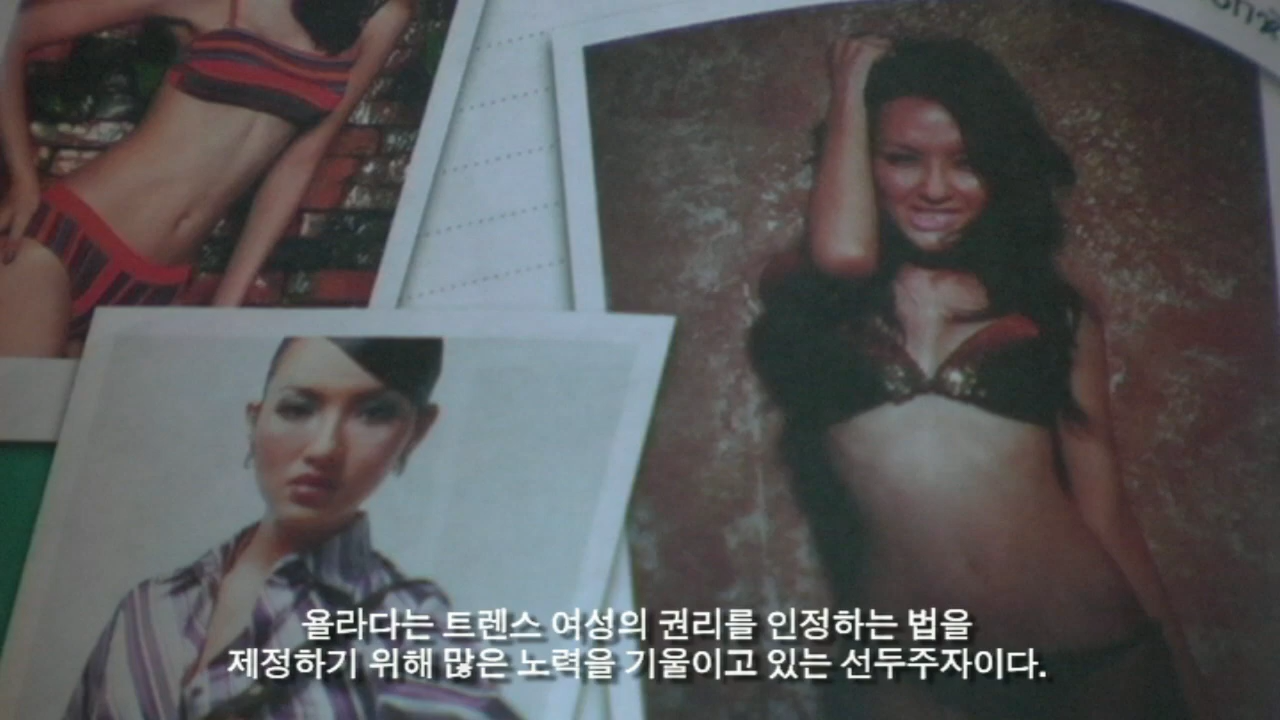 욜라다는 트렌스 여성의 권리를 인정하는 법을
제정하기 위해 많은 노력을 기울이고 있는 선두주자이다.